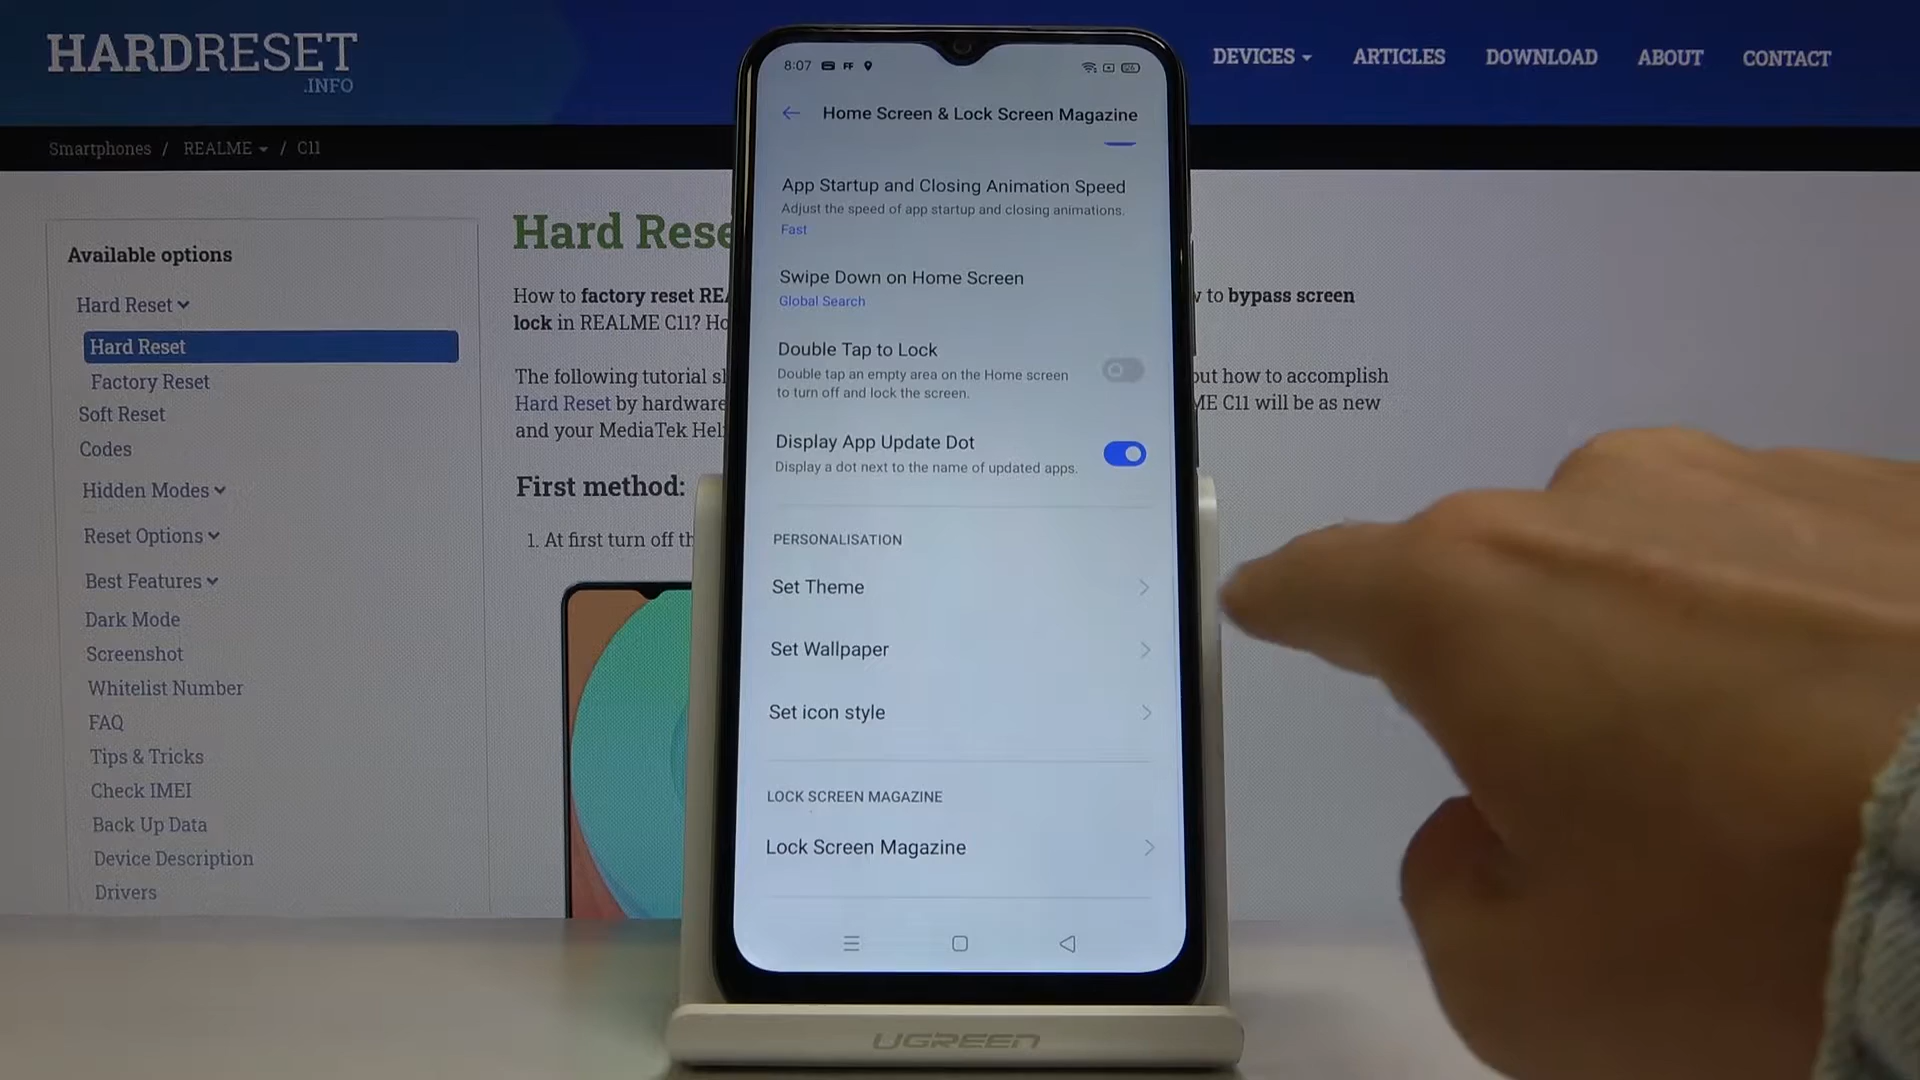 HARDRESET
.INFO
DEVICES
ARTICLES
DOWNLOAD
ABOUT
CONTACT
Smartphones / REALME / C11
Available options
Hard Reset
Hard Reset
Factory Reset
Soft Reset
Codes
Hidden Modes
Reset Options
Best Features
Dark Mode
Screenshot
Whitelist Number
FAQ
Tips & Tricks
Check IMEI
Back Up Data
Device Description
Drivers
Hard Rese
How to factory reset REA
to bypass screen
lock in REALME C11? Ho
The following tutorial sh
out how to accomplish
Hard Reset by hardware
ME C11 will be as new
and your MediaTek Hel
First method:
1. At first turn off th
8:07
Home Screen & Lock Screen Magazine
App Startup and Closing Animation Speed
Adjust the speed of app startup and closing animations.
Fast
Swipe Down on Home Screen
Global Search
Double Tap to Lock
Double tap an empty area on the Home screen
to turn off and lock the screen.
Display App Update Dot
Display a dot next to the name of updated apps.
PERSONALISATION
Set Theme
Set Wallpaper
Set icon style
LOCK SCREEN MAGAZINE
Lock Screen Magazine
UGREEN